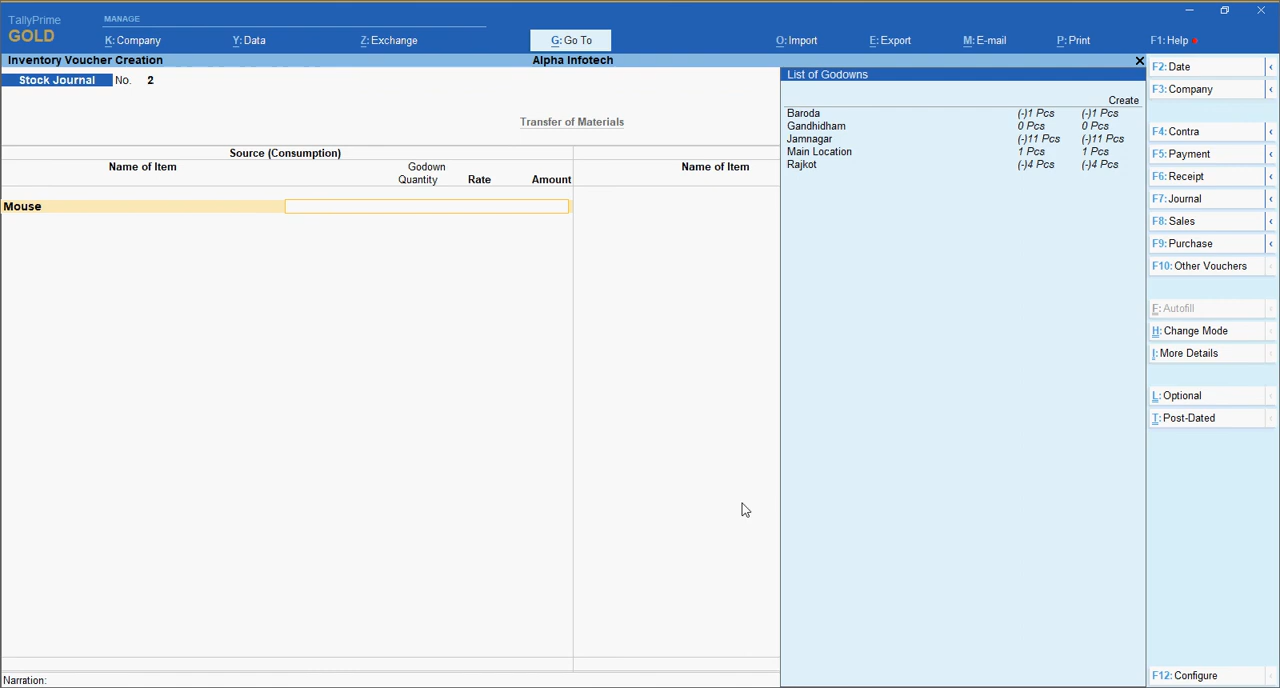 TallyPrime
GOLD
MANAGE
K: Company
Y: Data
Z: Exchange
G: Go To
O: Import
E: Export
M: E-mail
P: Print
F1: Help
Inventory Voucher Creation
Alpha Infotech
Stock Journal No. 2
Transfer of Materials
Source (Consumption)
Name of Item
Godown
Quantity Rate Amount
Name of Item
Mouse
Narration:
List of Godowns
Create
Baroda (-)1 Pcs (-)1 Pcs
Gandhidham 0 Pcs 0 Pcs
Jamnagar (-)11 Pcs (-)11 Pcs
Main Location 1 Pcs 1 Pcs
Rajkot (-)4 Pcs (-)4 Pcs
F2: Date
F3: Company
F4: Contra
F5: Payment
F6: Receipt
F7: Journal
F8: Sales
F9: Purchase
F10: Other Vouchers
F: Autofill
H: Change Mode
I: More Details
L: Optional
T: Post-Dated
F12: Configure